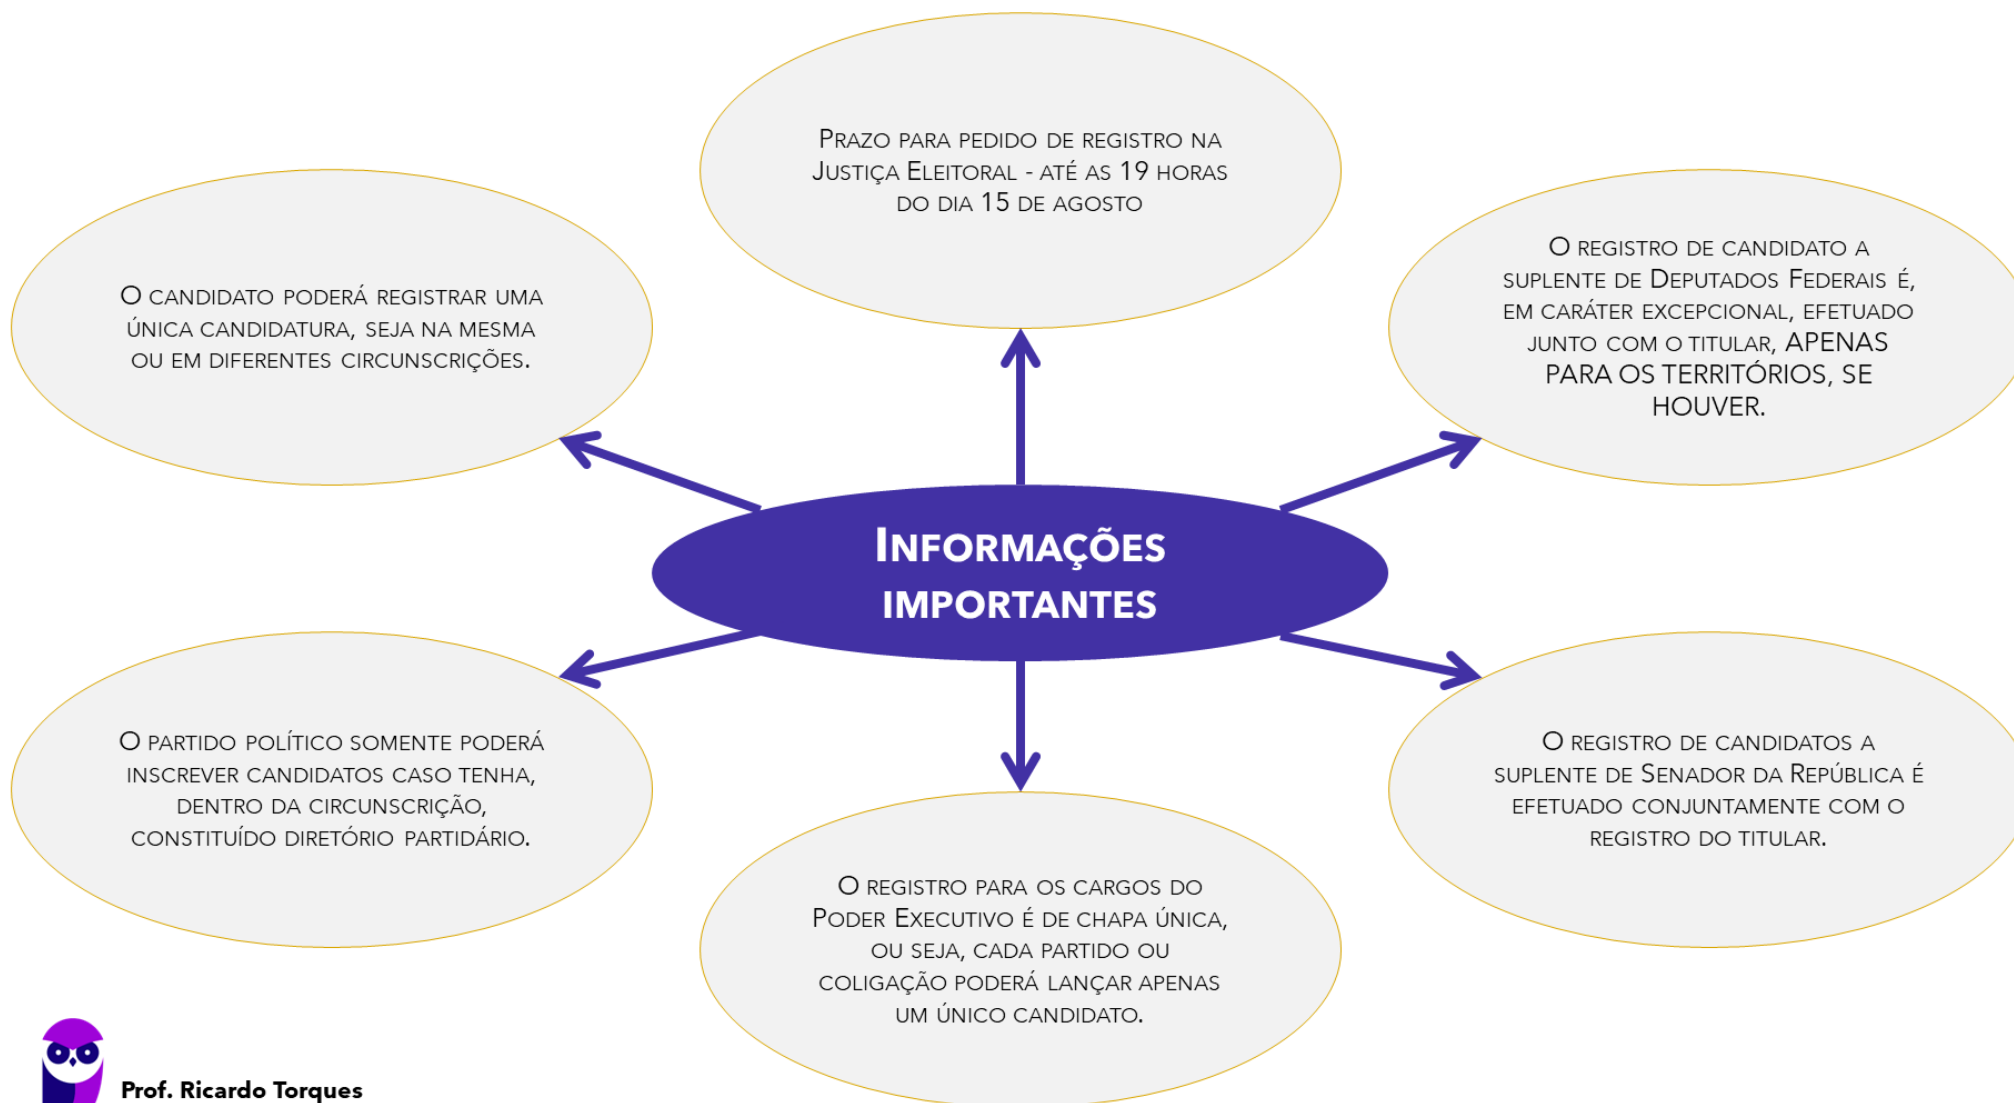 Prazo para pedido de registro na
Justiça Eleitoral - até as 19 horas
do dia 15 de agosto
O candidato poderá registrar uma
única candidatura, seja na mesma
ou em diferentes circunscrições.
O registro de candidato a
suplente de Deputados Federais é,
em caráter excepcional, efetuado
junto com o titular, APENAS
PARA OS TERRITÓRIOS, SE
HOUVER.
Informações
importantes
O partido político somente poderá
inscrever candidatos caso tenha,
dentro da circunscrição,
constituído diretório partidário.
O registro de candidatos a
suplente de Senador da República é
efetuado conjuntamente com o
registro do titular.
O registro para os cargos do
Poder Executivo é de chapa única,
ou seja, cada partido ou
coligação poderá lançar apenas
um único candidato.
Prof. Ricardo Torques